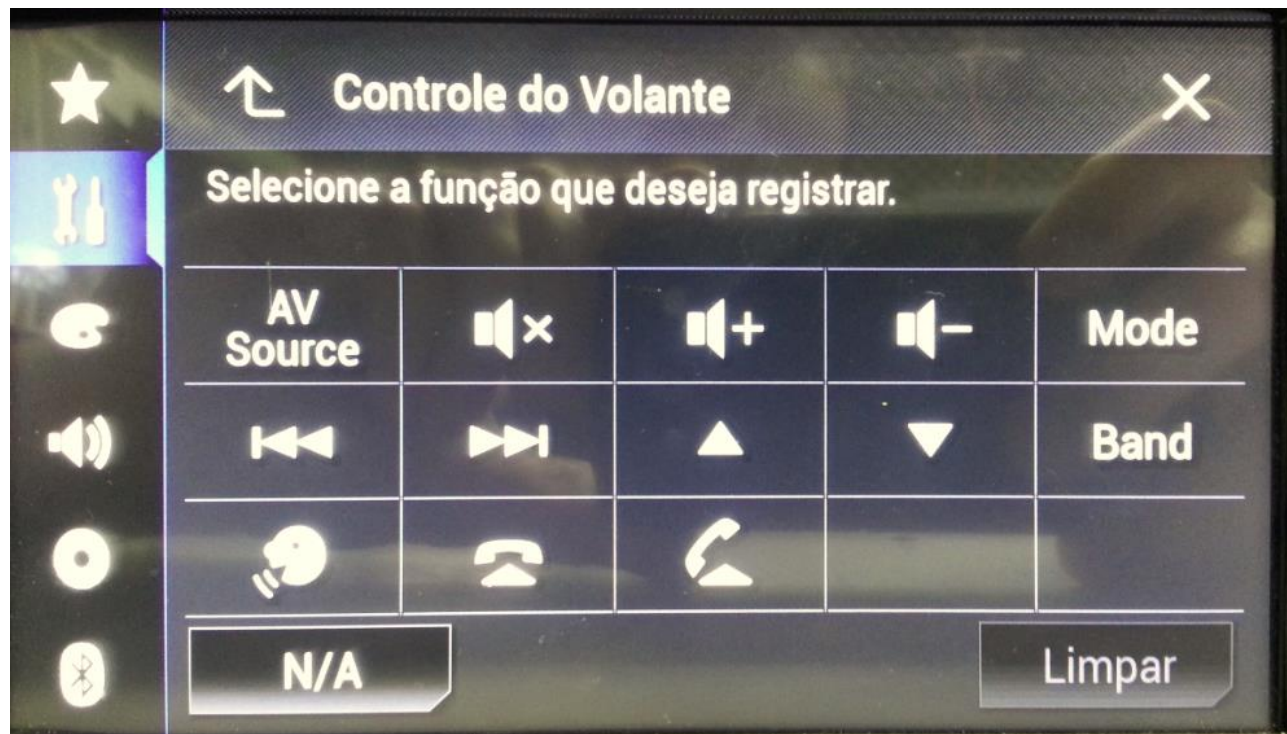 Controle do Volante
Selecione a função que deseja registrar.
AV
Source
Mode
Band
N/A
Limpar